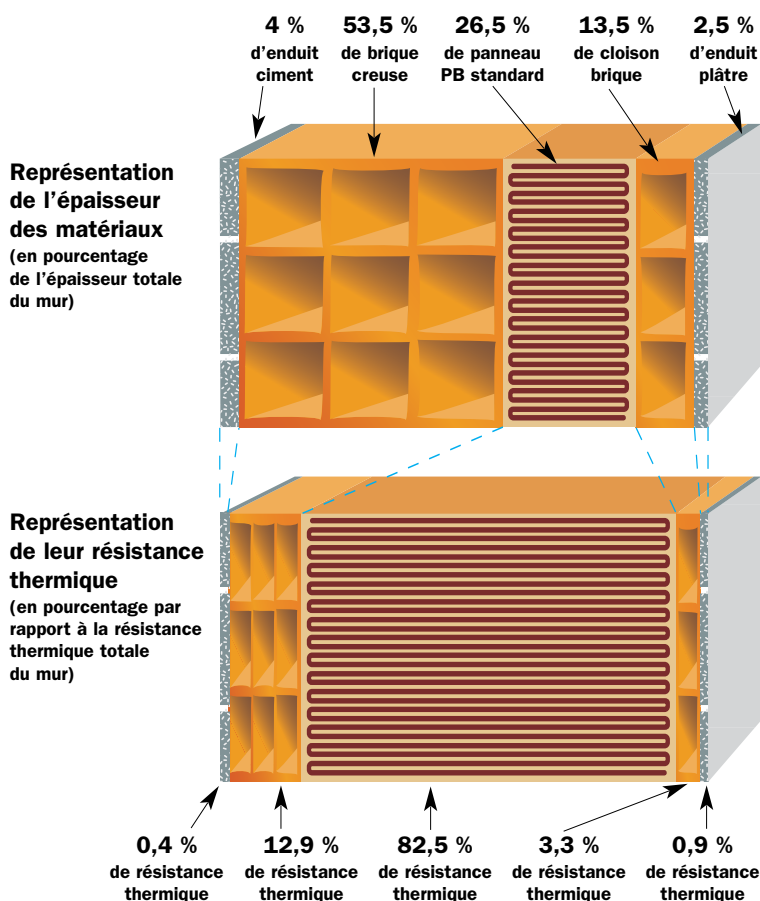 4 %
d'enduit
ciment
53,5 %
de brique
creuse
26,5 %
de panneau
PB standard
13,5 %
de cloison
brique
2,5 %
d'enduit
plâtre
Représentation
de l'épaisseur
des matériaux
(en pourcentage
de l'épaisseur totale
du mur)
Représentation
de leur résistance
thermique
(en pourcentage par
rapport à la résistance
thermique totale
du mur)
0,4 %
de résistance
thermique
12,9 %
de résistance
thermique
82,5 %
de résistance
thermique
3,3 %
de résistance
thermique
0,9 %
de résistance
thermique